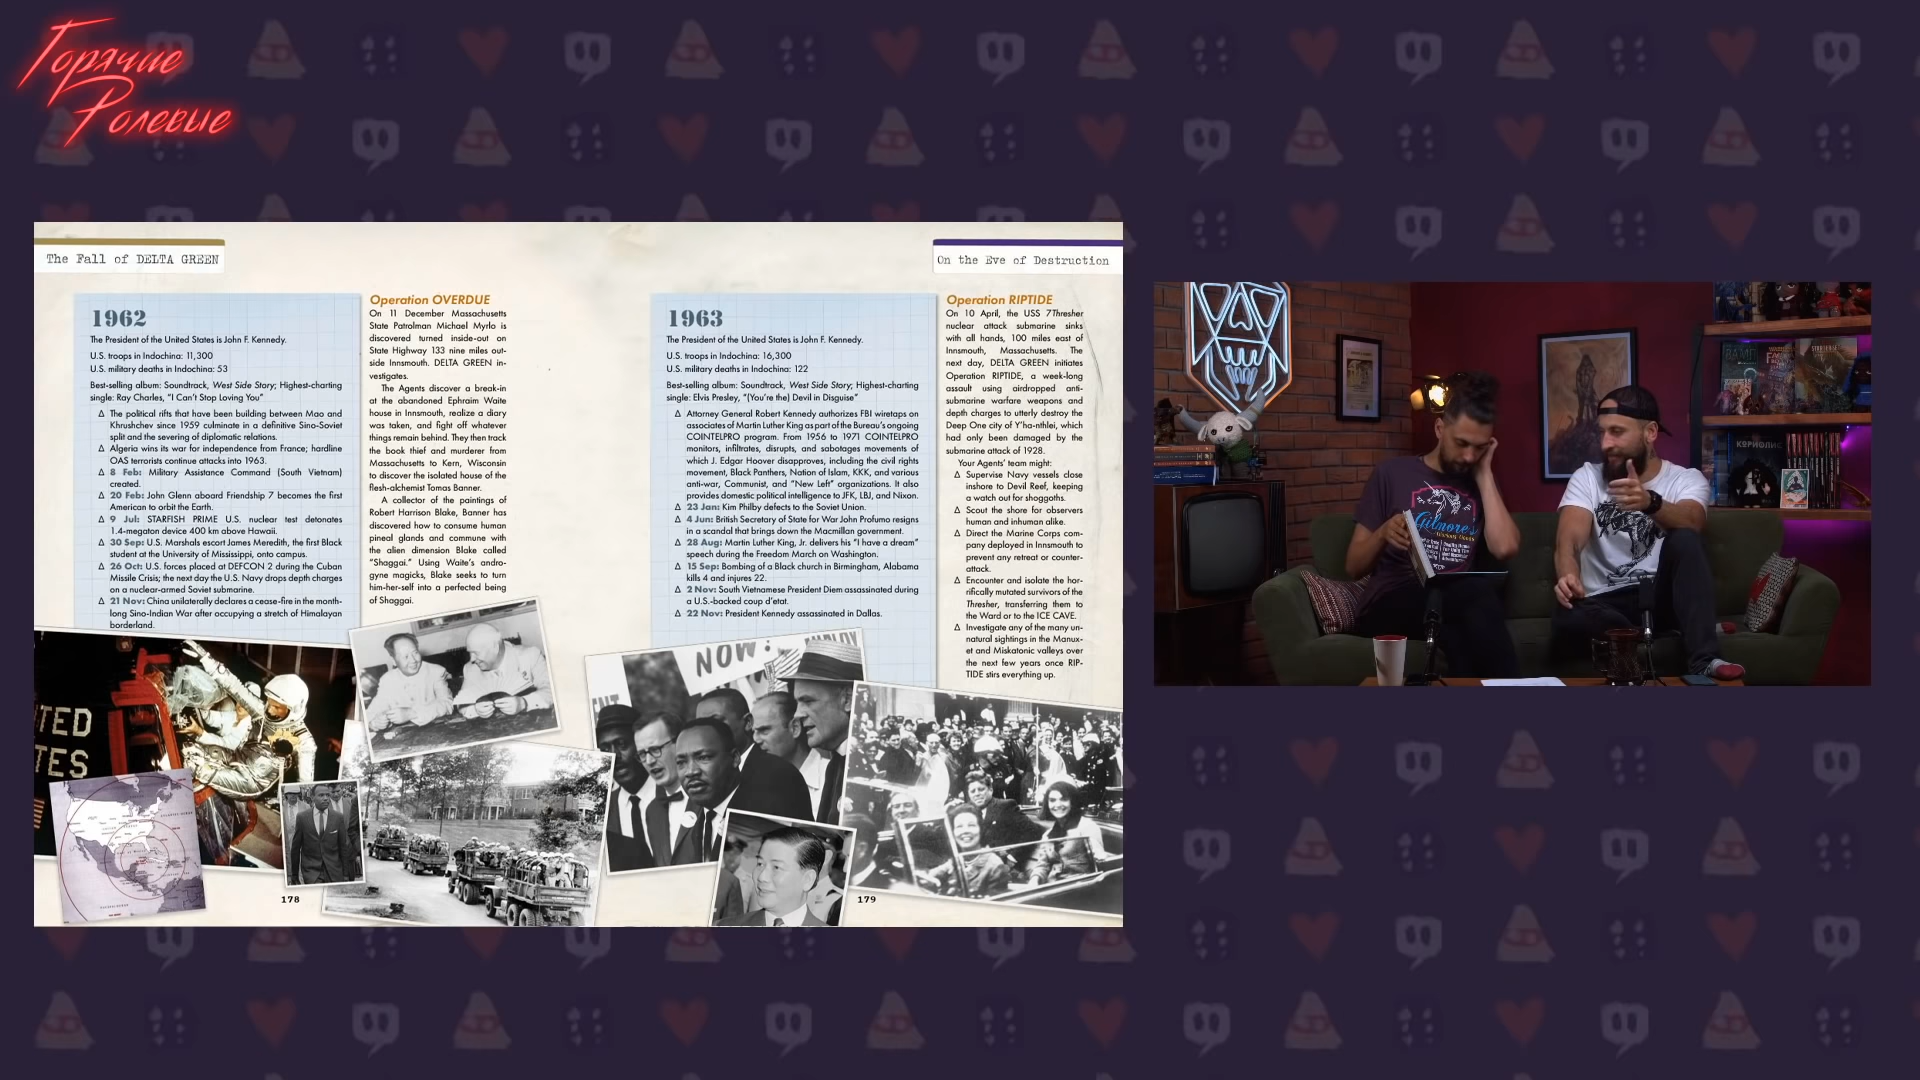 Горячие
Ролевые
The Fall of DELTA GREEN
1962
The President of the United States is John F. Kennedy.
U.S. troops in Indochina: 11,300
U.S. military deaths in Indochina: 53
Best-selling album: Soundtrack, West Side Story; Highest-charting
single: Ray Charles, “I Can’t Stop Loving You”
Δ The political rifts that have been building between Mao and
Khrushchev since 1959 culminate in a definitive Sino-Soviet
split and the severing of diplomatic relations.
Δ Algeria wins its war for independence from France; hardline
OAS terrorists continue attacks into 1963.
Δ 8 Feb: Military Assistance Command (South Vietnam)
created.
Δ 20 Feb: John Glenn aboard Friendship 7 becomes the first
American to orbit the Earth.
Δ 9 Jul: STARFISH PRIME U.S. nuclear test detonates
1.4-megaton device 400 km above Hawaii.
Δ 30 Sep: U.S. Marshals escort James Meredith, the first Black
student at the University of Mississippi, onto campus.
Δ 26 Oct: U.S. forces placed at DEFCON 2 during the Cuban
Missile Crisis; the next day the U.S. Navy drops depth charges
on a nuclear-armed Soviet submarine.
Δ 21 Nov: China unilaterally declares a cease-fire in the month-
long Sino-Indian War after occupying a stretch of Himalayan
borderland.
Operation OVERDUE
On 11 December Massachusetts
State Patrolman Michael Myrlo is
discovered turned inside-out on
State Highway 133 nine miles out-
side Innsmouth. DELTA GREEN in-
vestigates.
The Agents discover a break-in
at the abandoned Ephraim Waite
house in Innsmouth, realize a diary
was taken, and fight off whatever
things remain behind. They then track
the book thief and murderer from
Massachusetts to Kern, Wisconsin
to discover the isolated house of the
flesh-alchemist Tomas Banner.
A collector of the paintings of
Robert Harrison Blake, Banner has
discovered how to consume human
pineal glands and commune with
the alien dimension Blake called
“Shaggai.” Using Waite’s andro-
gyne magicks, Blake seeks to turn
him-her-self into a perfected being
of Shaggai.
TED
TES
178
On the Eve of Destruction
1963
The President of the United States is John F. Kennedy.
U.S. troops in Indochina: 16,300
U.S. military deaths in Indochina: 122
Best-selling album: Soundtrack, West Side Story; Highest-charting
single: Elvis Presley, “(You’re the) Devil in Disguise”
Δ Attorney General Robert Kennedy authorizes FBI wiretaps on
associates of Martin Luther King as part of the Bureau’s ongoing
COINTELPRO program. From 1956 to 1971 COINTELPRO
monitors, infiltrates, disrupts, and sabotages movements of
which J. Edgar Hoover disapproves, including the civil rights
movement, Black Panthers, Nation of Islam, KKK, and various
anti-war, Communist, and “New Left” organizations. It also
provides domestic political intelligence to JFK, LBJ, and Nixon.
Δ 23 Jan: Kim Philby defects to the Soviet Union.
Δ 4 Jun: British Secretary of State for War John Profumo resigns
in a scandal that brings down the Macmillan government.
Δ 28 Aug: Martin Luther King, Jr. delivers his “I have a dream”
speech during the Freedom March on Washington.
Δ 15 Sep: Bombing of a Black church in Birmingham, Alabama
kills 4 and injures 22.
Δ 2 Nov: South Vietnamese President Diem assassinated during
a U.S.-backed coup d’etat.
Δ 22 Nov: President Kennedy assassinated in Dallas.
Operation RIPTIDE
On 10 April, the USS 7Thresher
nuclear attack submarine sinks
with all hands, 100 miles east of
Innsmouth, Massachusetts. The
next day, DELTA GREEN initiates
Operation RIPTIDE, a week-long
assault using airdropped anti-
submarine warfare weapons and
depth charges to utterly destroy the
Deep One city of Y’ha-nthlei, which
had only been damaged by the
submarine attack of 1928.
Your Agents’ team might:
Δ Supervise Navy vessels close
inshore to Devil Reef, keeping
a watch out for shoggoths.
Δ Scout the shore for observers
human and inhuman alike.
Δ Direct the Marine Corps com-
pany deployed in Innsmouth to
prevent any retreat or counter-
attack.
Δ Encounter and isolate the hor-
rifically mutated survivors of the
Thresher, transferring them to
the Ward or to the ICE CAVE.
Δ Investigate any of the many un-
natural sightings in the Manux-
et and Miskatonic valleys over
the next few years once RIP-
TIDE stirs everything up.
NOW!
179
Gilmore's
КОРИОЛИС